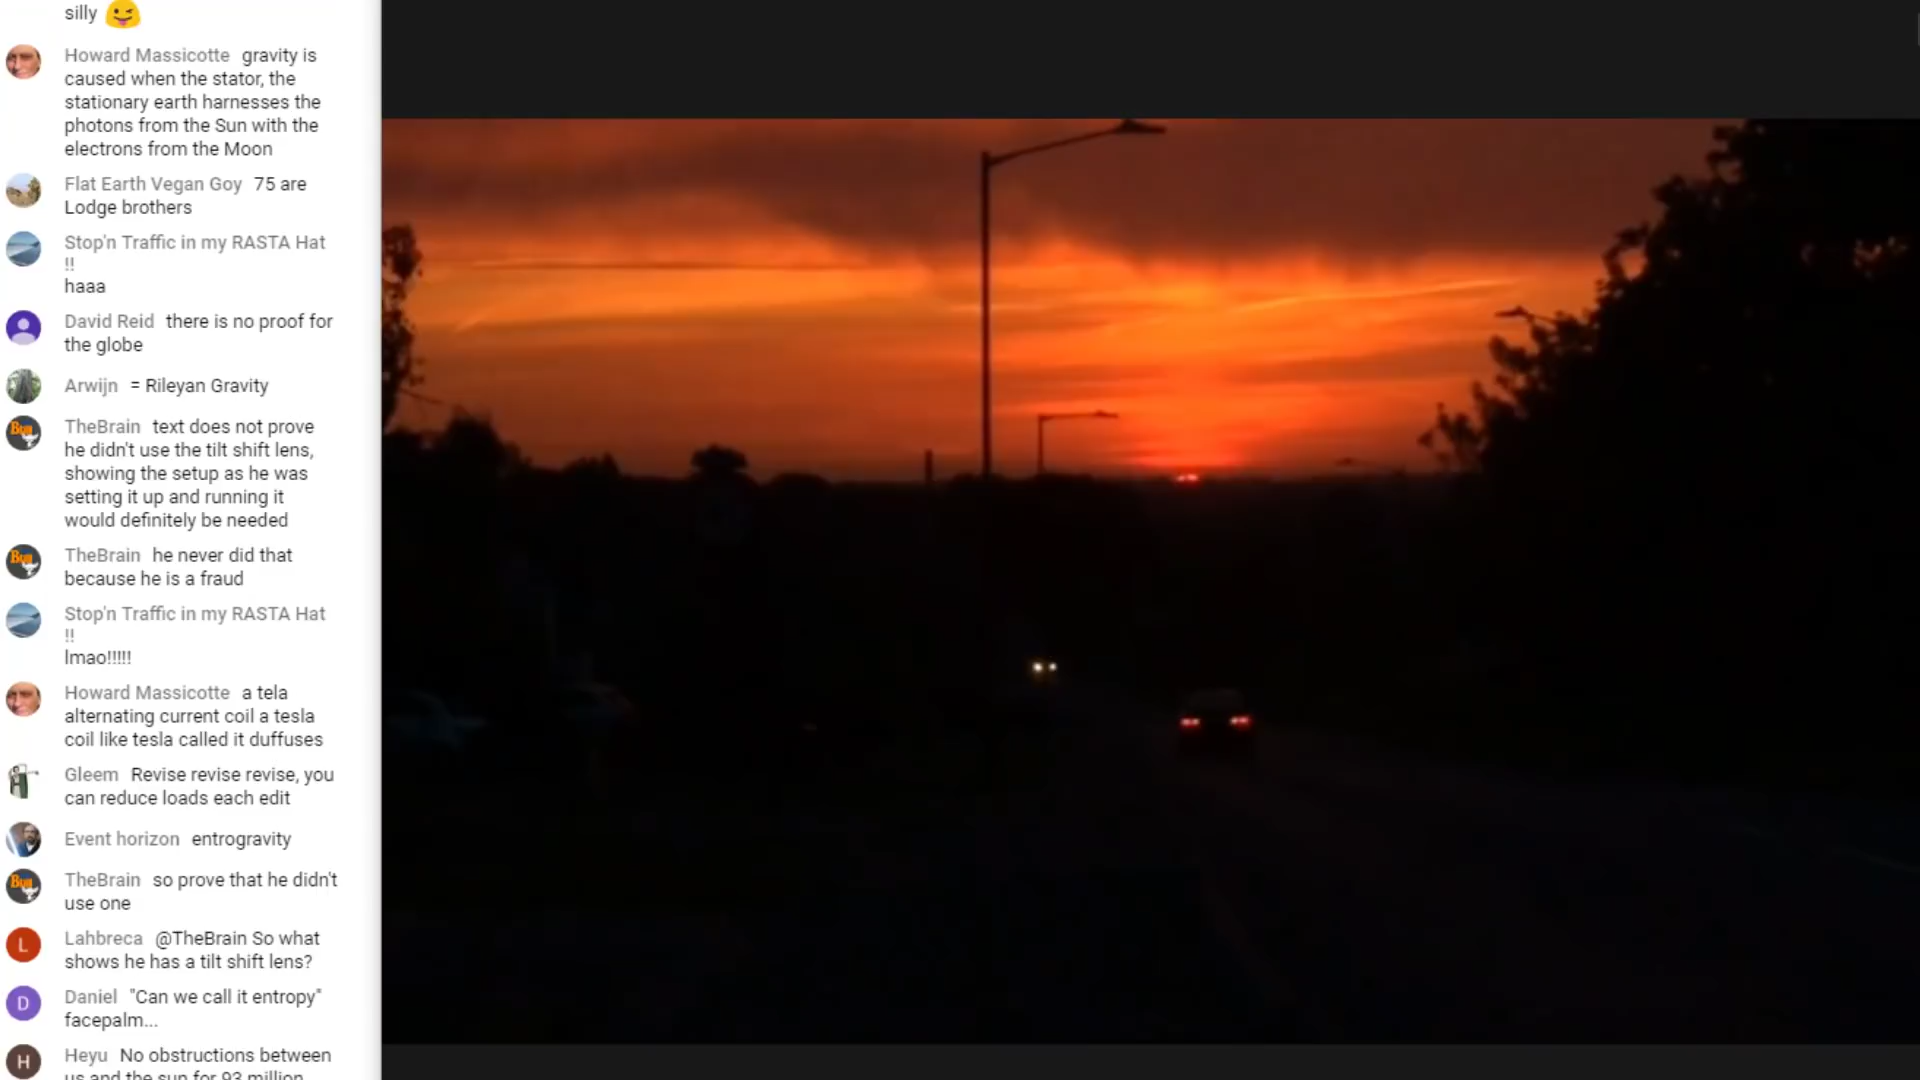 silly
Howard Massicotte gravity is
caused when the stator, the
stationary earth harnesses the
photons from the Sun with the
electrons from the Moon
Flat Earth Vegan Goy 75 are
Lodge brothers
Stop'n Traffic in my RASTA Hat
!!
haaa
David Reid there is no proof for
the globe
Arwijn = Rileyan Gravity
TheBrain text does not prove
he didn't use the tilt shift lens,
showing the setup as he was
setting it up and running it
would definitely be needed
TheBrain he never did that
because he is a fraud
Stop'n Traffic in my RASTA Hat
!!
lmao!!!!!
Howard Massicotte a tela
alternating current coil a tesla
coil like tesla called it duffuses
Gleem Revise revise revise, you
can reduce loads each edit
Event horizon entrogravity
TheBrain so prove that he didn't
use one
L
Lahbreca @TheBrain So what
shows he has a tilt shift lens?
D
Daniel "Can we call it entropy"
facepalm...
H
Heyu No obstructions between
us and the sun for 93 million